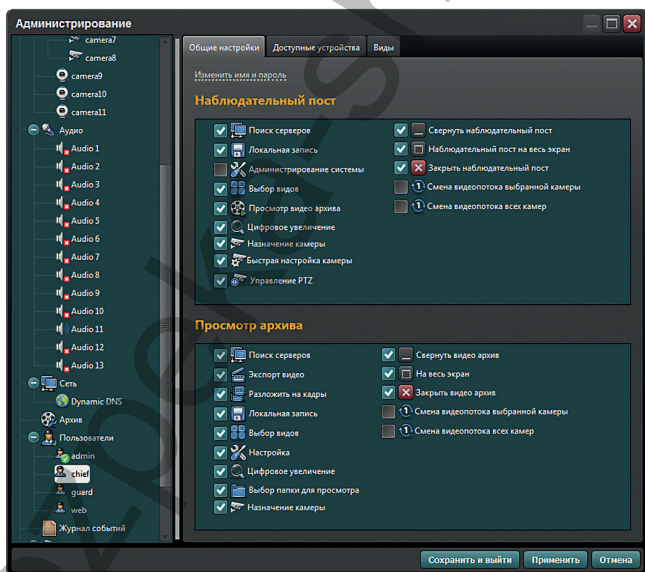 Администрирование
camera7
camera8
camera9
camera10
camera11
Аудио
Audio 1
Audio 2
Audio 3
Audio 4
Audio 5
Audio 6
Audio 7
Audio 8
Audio 9
Audio 10
Audio 11
Audio 12
Audio 13
Сеть
Dynamic DNS
Архив
Пользователи
admin
chief
guard
web
Журнал событий
Общие настройки Доступные устройства Виды
Изменить имя и пароль
Наблюдательный пост
Поиск серверов
Локальная запись
Администрирование системы
Выбор видов
Просмотр видео архива
Цифровое увеличение
Назначение камеры
Быстрая настройка камеры
Управление PTZ
Свернуть наблюдательный пост
Наблюдательный пост на весь экран
Закрыть наблюдательный пост
Смена видеопотока выбранной камеры
Смена видеопотока всех камер
Просмотр архива
Поиск серверов
Экспорт видео
Разложить на кадры
Локальная запись
Выбор видов
Настройка
Цифровое увеличение
Выбор папки для просмотра
Назначение камеры
Свернуть видео архив
На весь экран
Закрыть видео архив
Смена видеопотока выбранной камеры
Смена видеопотока всех камер
Сохранить и выйти Применить Отмена